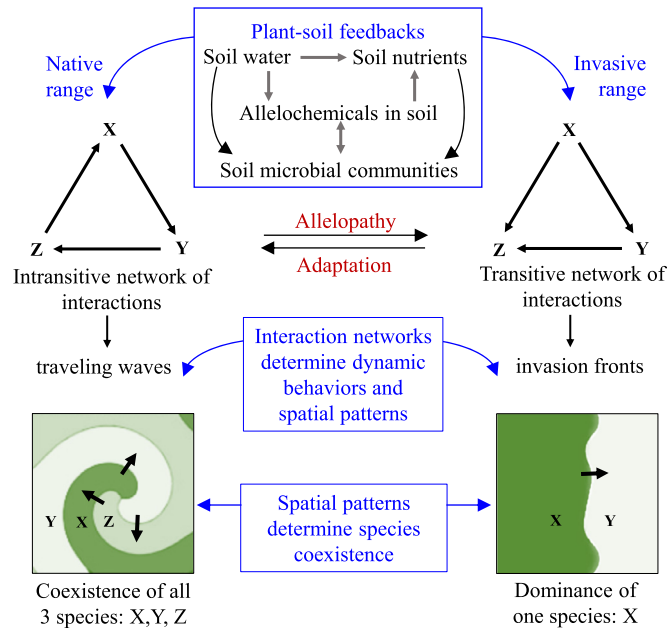 Plant-soil feedbacks
Soil water
Soil nutrients
Allelochemicals in soil
Soil microbial communities
Native
range
Invasive
range
X
Z
Y
X
Z
Y
Allelopathy
Adaptation
Intransitive network of
interactions
Transitive network of
interactions
traveling waves
invasion fronts
Interaction networks
determine dynamic
behaviors and
spatial patterns
Y
X
Z
X
Y
Spatial patterns
determine species
coexistence
Coexistence of all
3 species: X,Y, Z
Dominance of
one species: X